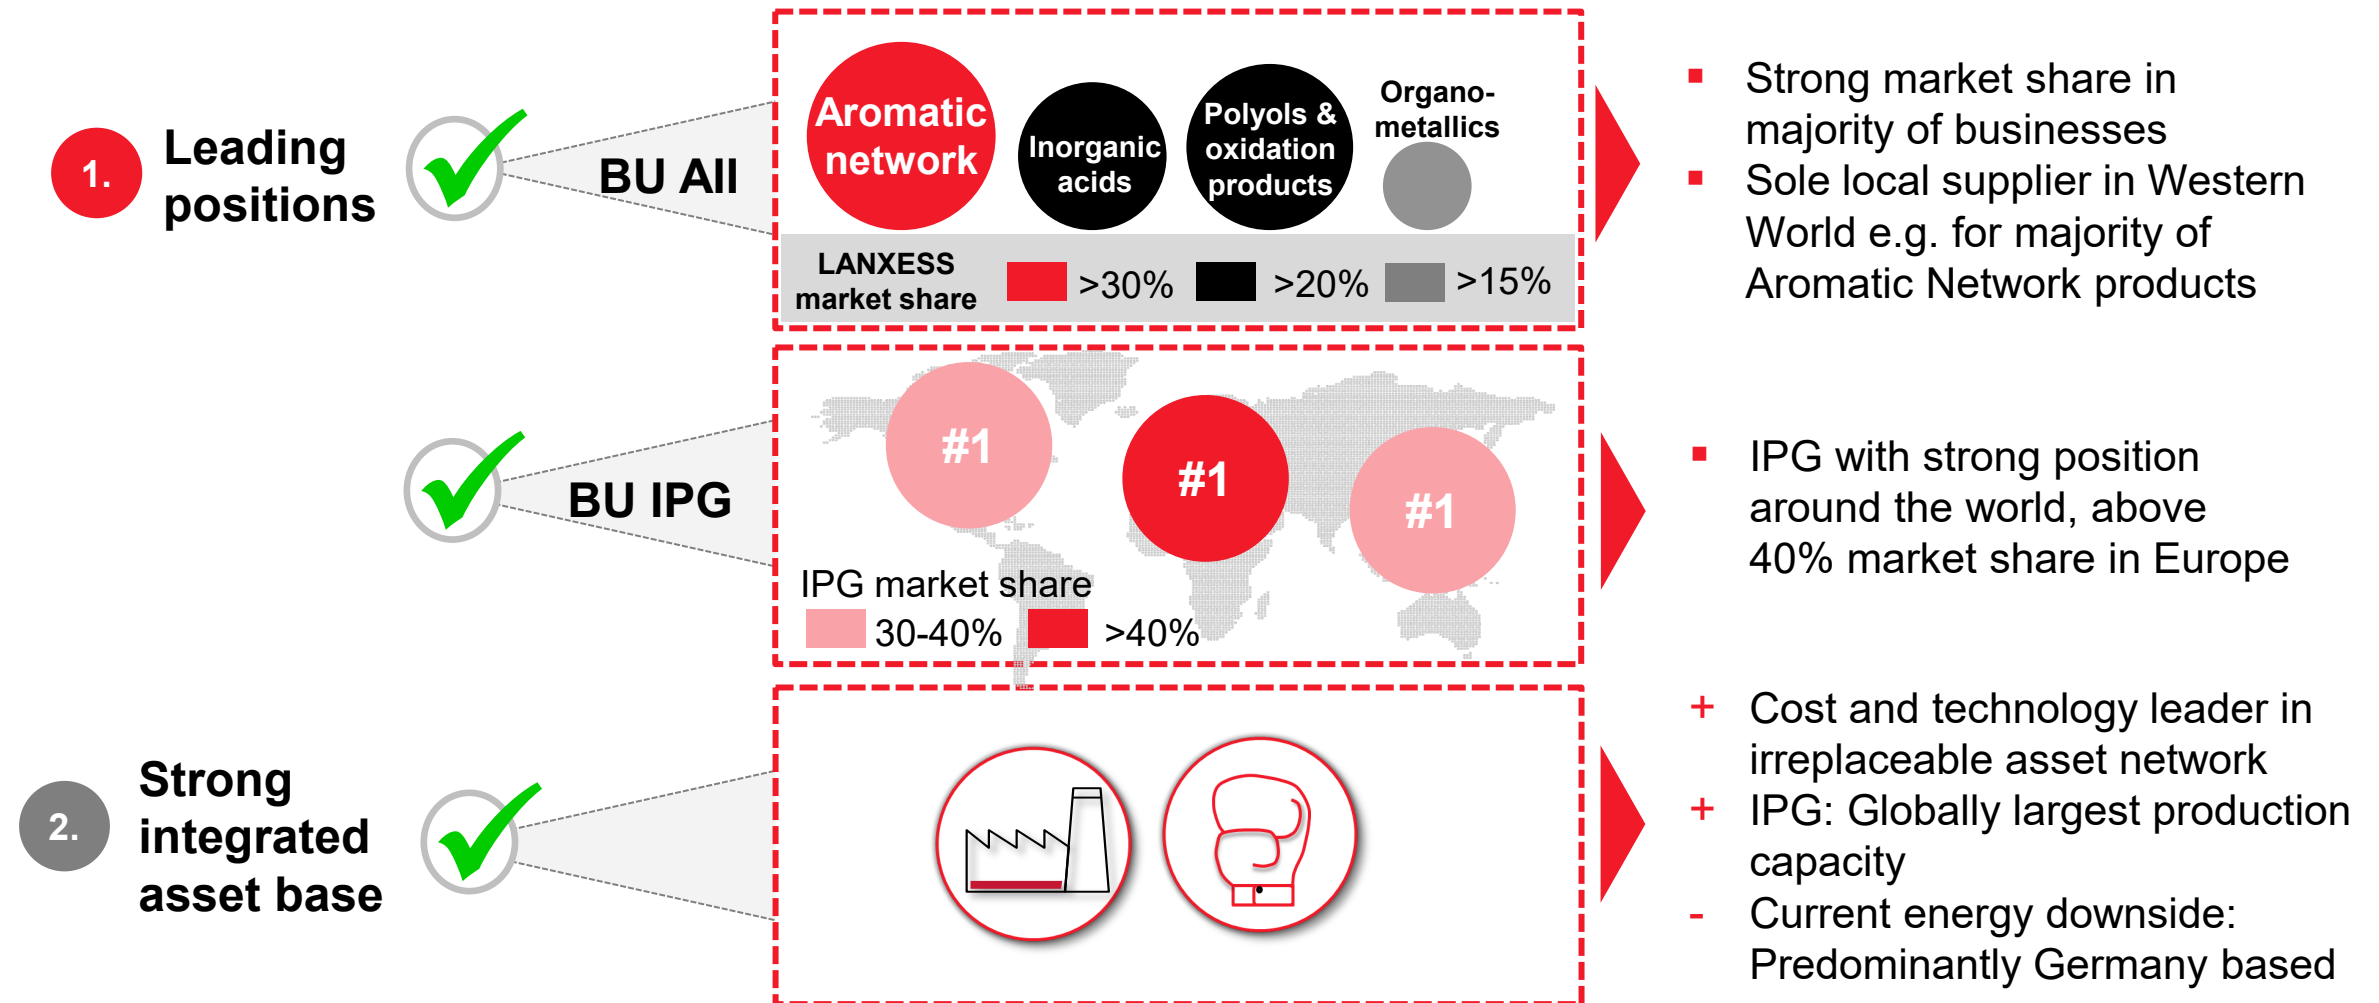 1.
Leading
positions
BU AII
Aromatic
network
Inorganic
acids
Polyols &
oxidation
products
Organo-
metallics
LANXESS
market share
>30%
>20%
>15%
▪ Strong market share in
majority of businesses
▪ Sole local supplier in Western
World e.g. for majority of
Aromatic Network products
BU IPG
#1
#1
#1
IPG market share
30-40%
>40%
▪ IPG with strong position
around the world, above
40% market share in Europe
2.
Strong
integrated
asset base
+ Cost and technology leader in
irreplaceable asset network
+ IPG: Globally largest production
capacity
- Current energy downside:
Predominantly Germany based